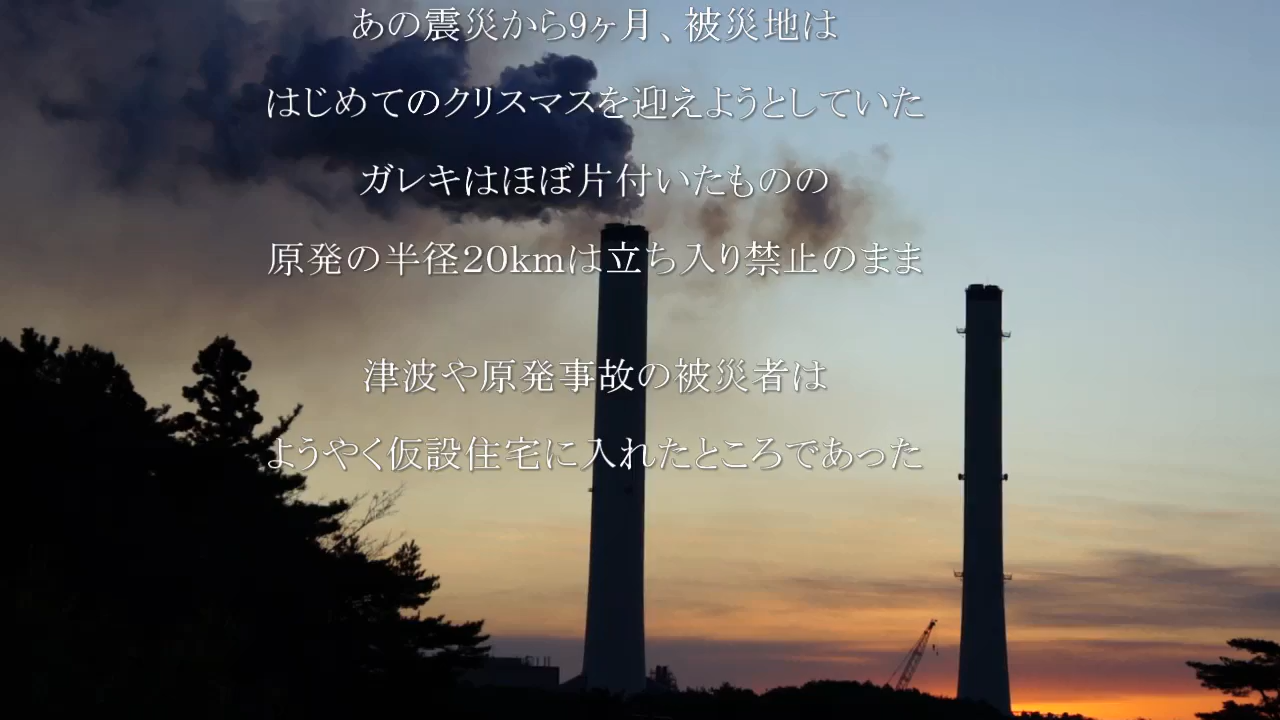 あの震災から9ヶ月、被災地は
はじめてのクリスマスを迎えようとしていた
ガレキはほぼ片付いたものの
原発の半径20kmは立ち入り禁止のまま
津波や原発事故の被災者は
ようやく仮設住宅に入れたところであった